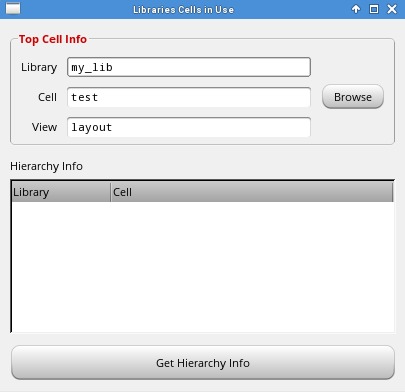 Libraries Cells in Use
Top Cell Info
Library my_lib
Cell test Browse
View layout
Hierarchy Info
Library Cell
Get Hierarchy Info